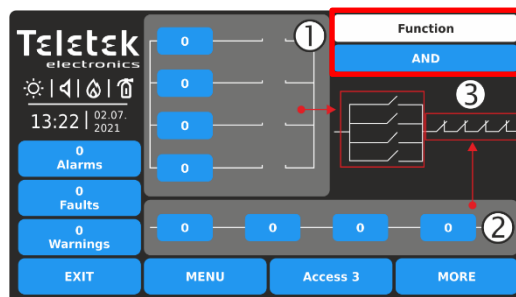 Teletek
electronics
13:22
02.07.
2021
0
Alarms
0
Faults
0
Warnings
EXIT
0
0
0
0
1
Function
AND
3
0
0
0
0
2
MENU
Access 3
MORE